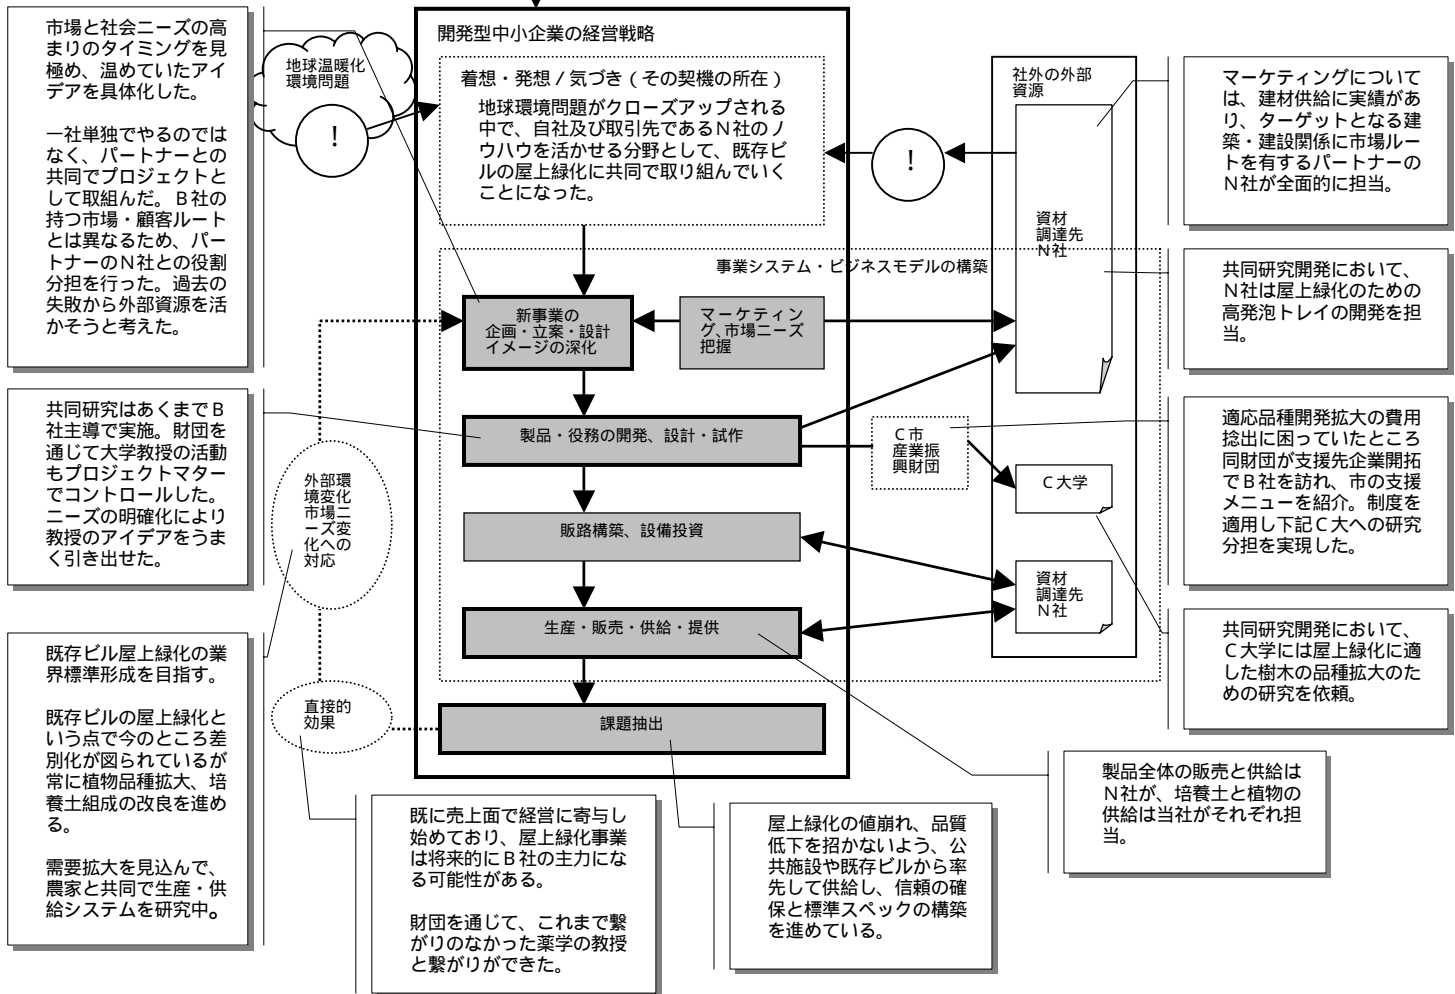 市場と社会ニーズの高
まりのタイミングを見
極め、温めていたアイ
デアを具体化した。
一社単独でやるのでは
なく、パートナーとの
共同でプロジェクトと
して取組んだ。Ｂ社の
持つ市場・顧客ルート
とは異なるため、パー
トナーのＮ社との役割
分担を行った。過去の
失敗から外部資源を活
かそうと考えた。
地球温暖化
環境問題
！
開発型中小企業の経営戦略
着想・発想／気づき（その契機の所在）
地球環境問題がクローズアップされる
中で、自社及び取引先であるＮ社のノ
ウハウを活かせる分野として、既存ビ
ルの屋上緑化に共同で取り組んでいく
ことになった。
！
社外の外部
資源
資材
調達先
Ｎ社
マーケティングについて
は、建材供給に実績があ
り、ターゲットとなる建
築・建設関係に市場ルー
トを有するパートナーの
Ｎ社が全面的に担当。
事業システム・ビジネスモデルの構築
共同研究開発において、
Ｎ社は屋上緑化のための
高発泡トレイの開発を担
当。
新事業の
企画・立案・設計
イメージの深化
マーケティン
グ、市場ニーズ
把握
共同研究はあくまでＢ
社主導で実施。財団を
通じて大学教授の活動
もプロジェクトマター
でコントロールした。
ニーズの明確化により
教授のアイデアをうま
く引き出せた。
製品・役務の開発、設計・試作
Ｃ市
産業振
興財団
Ｃ大学
適応品種開発拡大の費用
捻出に困っていたところ
同財団が支援先企業開拓
でＢ社を訪れ、市の支援
メニューを紹介。制度を
適用し下記Ｃ大への研究
分担を実現した。
外部環
境変化
市場ニ
ーズ変
化への
対応
販路構築、設備投資
資材
調達先
Ｎ社
生産・販売・供給・提供
共同研究開発において、
Ｃ大学には屋上緑化に適
した樹木の品種拡大のた
めの研究を依頼。
既存ビル屋上緑化の業
界標準形成を目指す。
既存ビルの屋上緑化と
いう点で今のところ差
別化が図られているが
常に植物品種拡大、培
養土組成の改良を進め
る。
需要拡大を見込んで、
農家と共同で生産・供
給システムを研究中。
直接的
効果
課題抽出
製品全体の販売と供給は
Ｎ社が、培養土と植物の
供給は当社がそれぞれ担
当。
既に売上面で経営に寄与し
始めており、屋上緑化事業
は将来的にＢ社の主力にな
る可能性がある。
財団を通じて、これまで繋
がりのなかった薬学の教授
と繋がりができた。
屋上緑化の値崩れ、品質
低下を招かないよう、公
共施設や既存ビルから率
先して供給し、信頼の確
保と標準スペックの構築
を進めている。